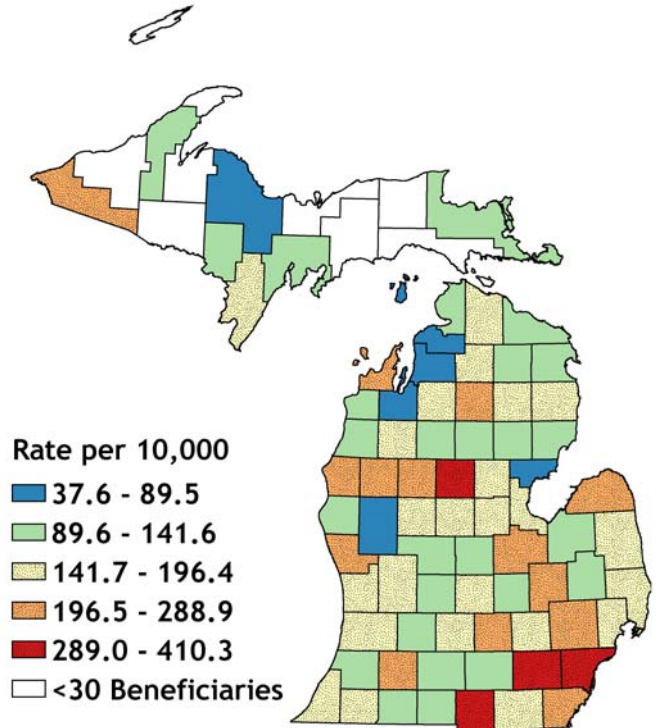 Rate per 10,000
37.6 - 89.5
89.6 - 141.6
141.7 - 196.4
196.5 - 288.9
289.0 - 410.3
<30 Beneficiaries